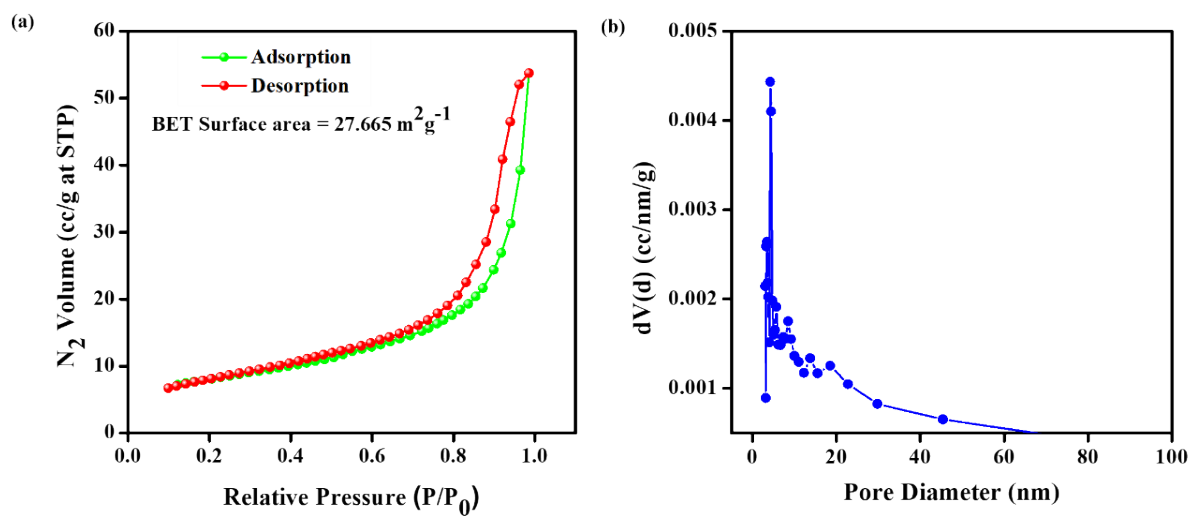 (a)
60
50
40
30
20
10
0
N₂ Volume (cc/g at STP)
Adsorption
Desorption
BET Surface area = 27.665 m²g⁻¹
0.0 0.2 0.4 0.6 0.8 1.0
Relative Pressure (P/P₀)
(b)
0.005
0.004
0.003
0.002
0.001
dV(d) (cc/nm/g)
0 20 40 60 80 100
Pore Diameter (nm)